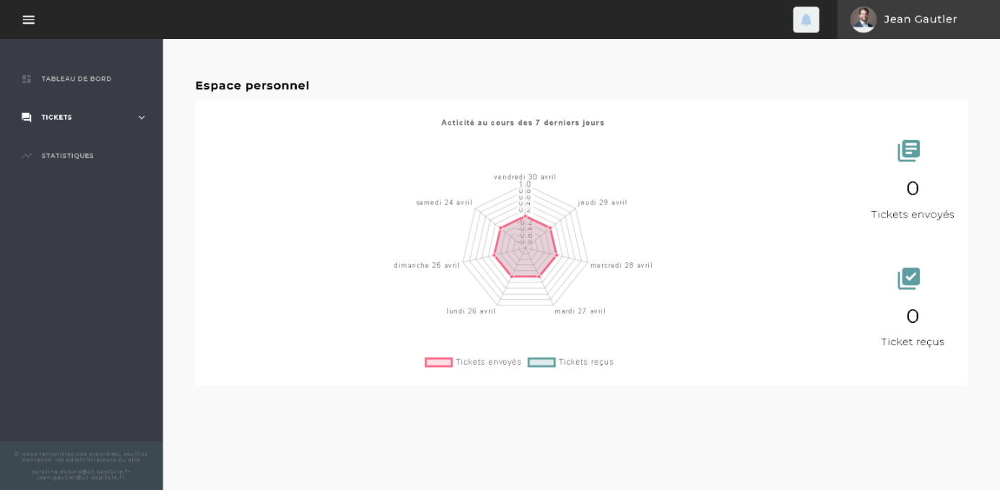 Jean Gautier
TABLEAU DE BORD
TICKETS
STATISTIQUES
Espace personnel
Acticité au cours des 7 derniers jours
vendredi 30 avril
1.0
0.8
0.6
0.4
0.2
-0.2
-0.4
-0.6
-0.8
samedi 24 avril
jeudi 29 avril
dimanche 25 avril
mercredi 28 avril
lundi 26 avril
mardi 27 avril
Tickets envoyés
Tickets reçus
0
Tickets envoyés
0
Ticket reçus
Si vous rencontrez des problème, veuillez
contacter les administrateurs du site
caroline.dubois@ut-capitole.fr
jean.gautier@ut-capitole.fr